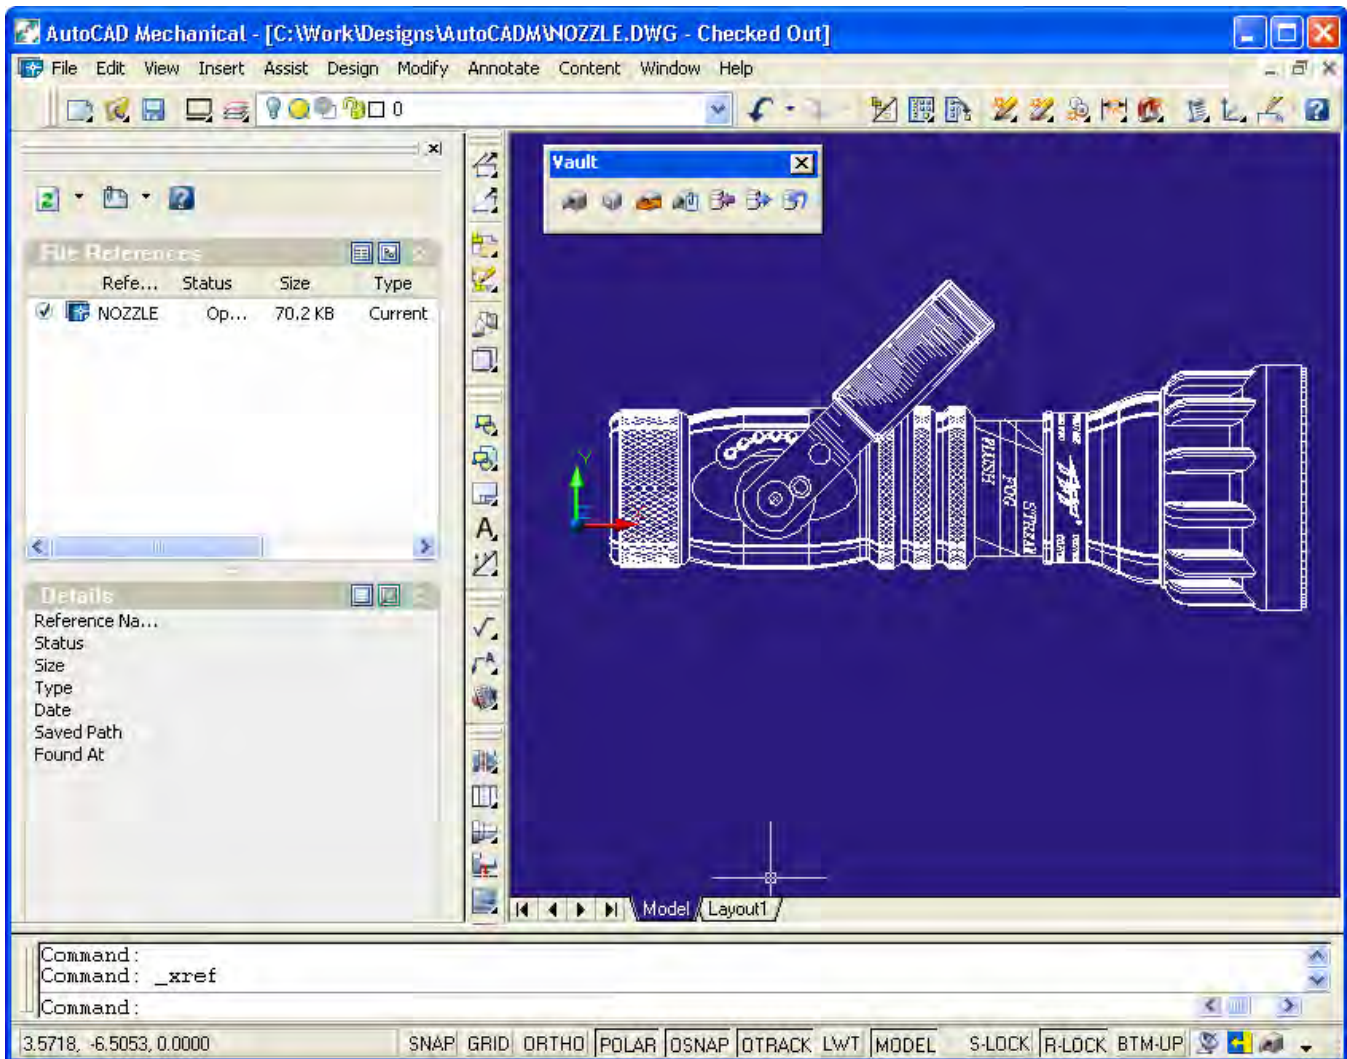 AutoCAD Mechanical - [C:\Work\Designs\AutoCADM\NOZZLE.DWG - Checked Out]
File Edit View Insert Assist Design Modify Annotate Content Window Help
0
Vault
File References
Refe... Status Size Type
NOZZLE Op... 70.2 KB Current
Y
FLUSH
FOG
Details
Reference Na...
Status
Size
Type
Date
Saved Path
Found At
Model Layout1
Command:
Command: _xref
Command:
3.5718, -6.5053, 0.0000 SNAP GRID ORTHO POLAR OSNAP OTRACK LWT MODEL S-LOCK R-LOCK BTM-UP